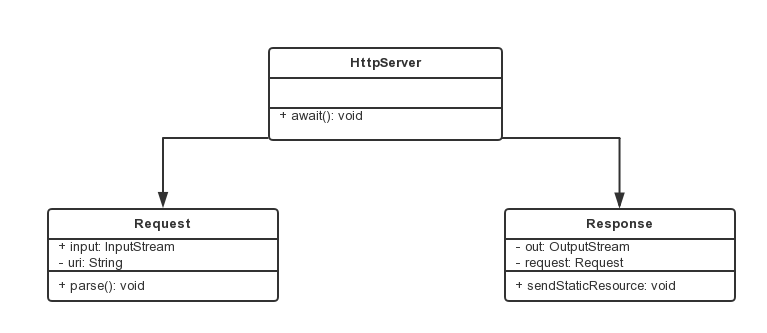 HttpServer
+ await(): void
Request
+ input: InputStream
- uri: String
+ parse(): void
Response
- out: OutputStream
- request: Request
+ sendStaticResource: void